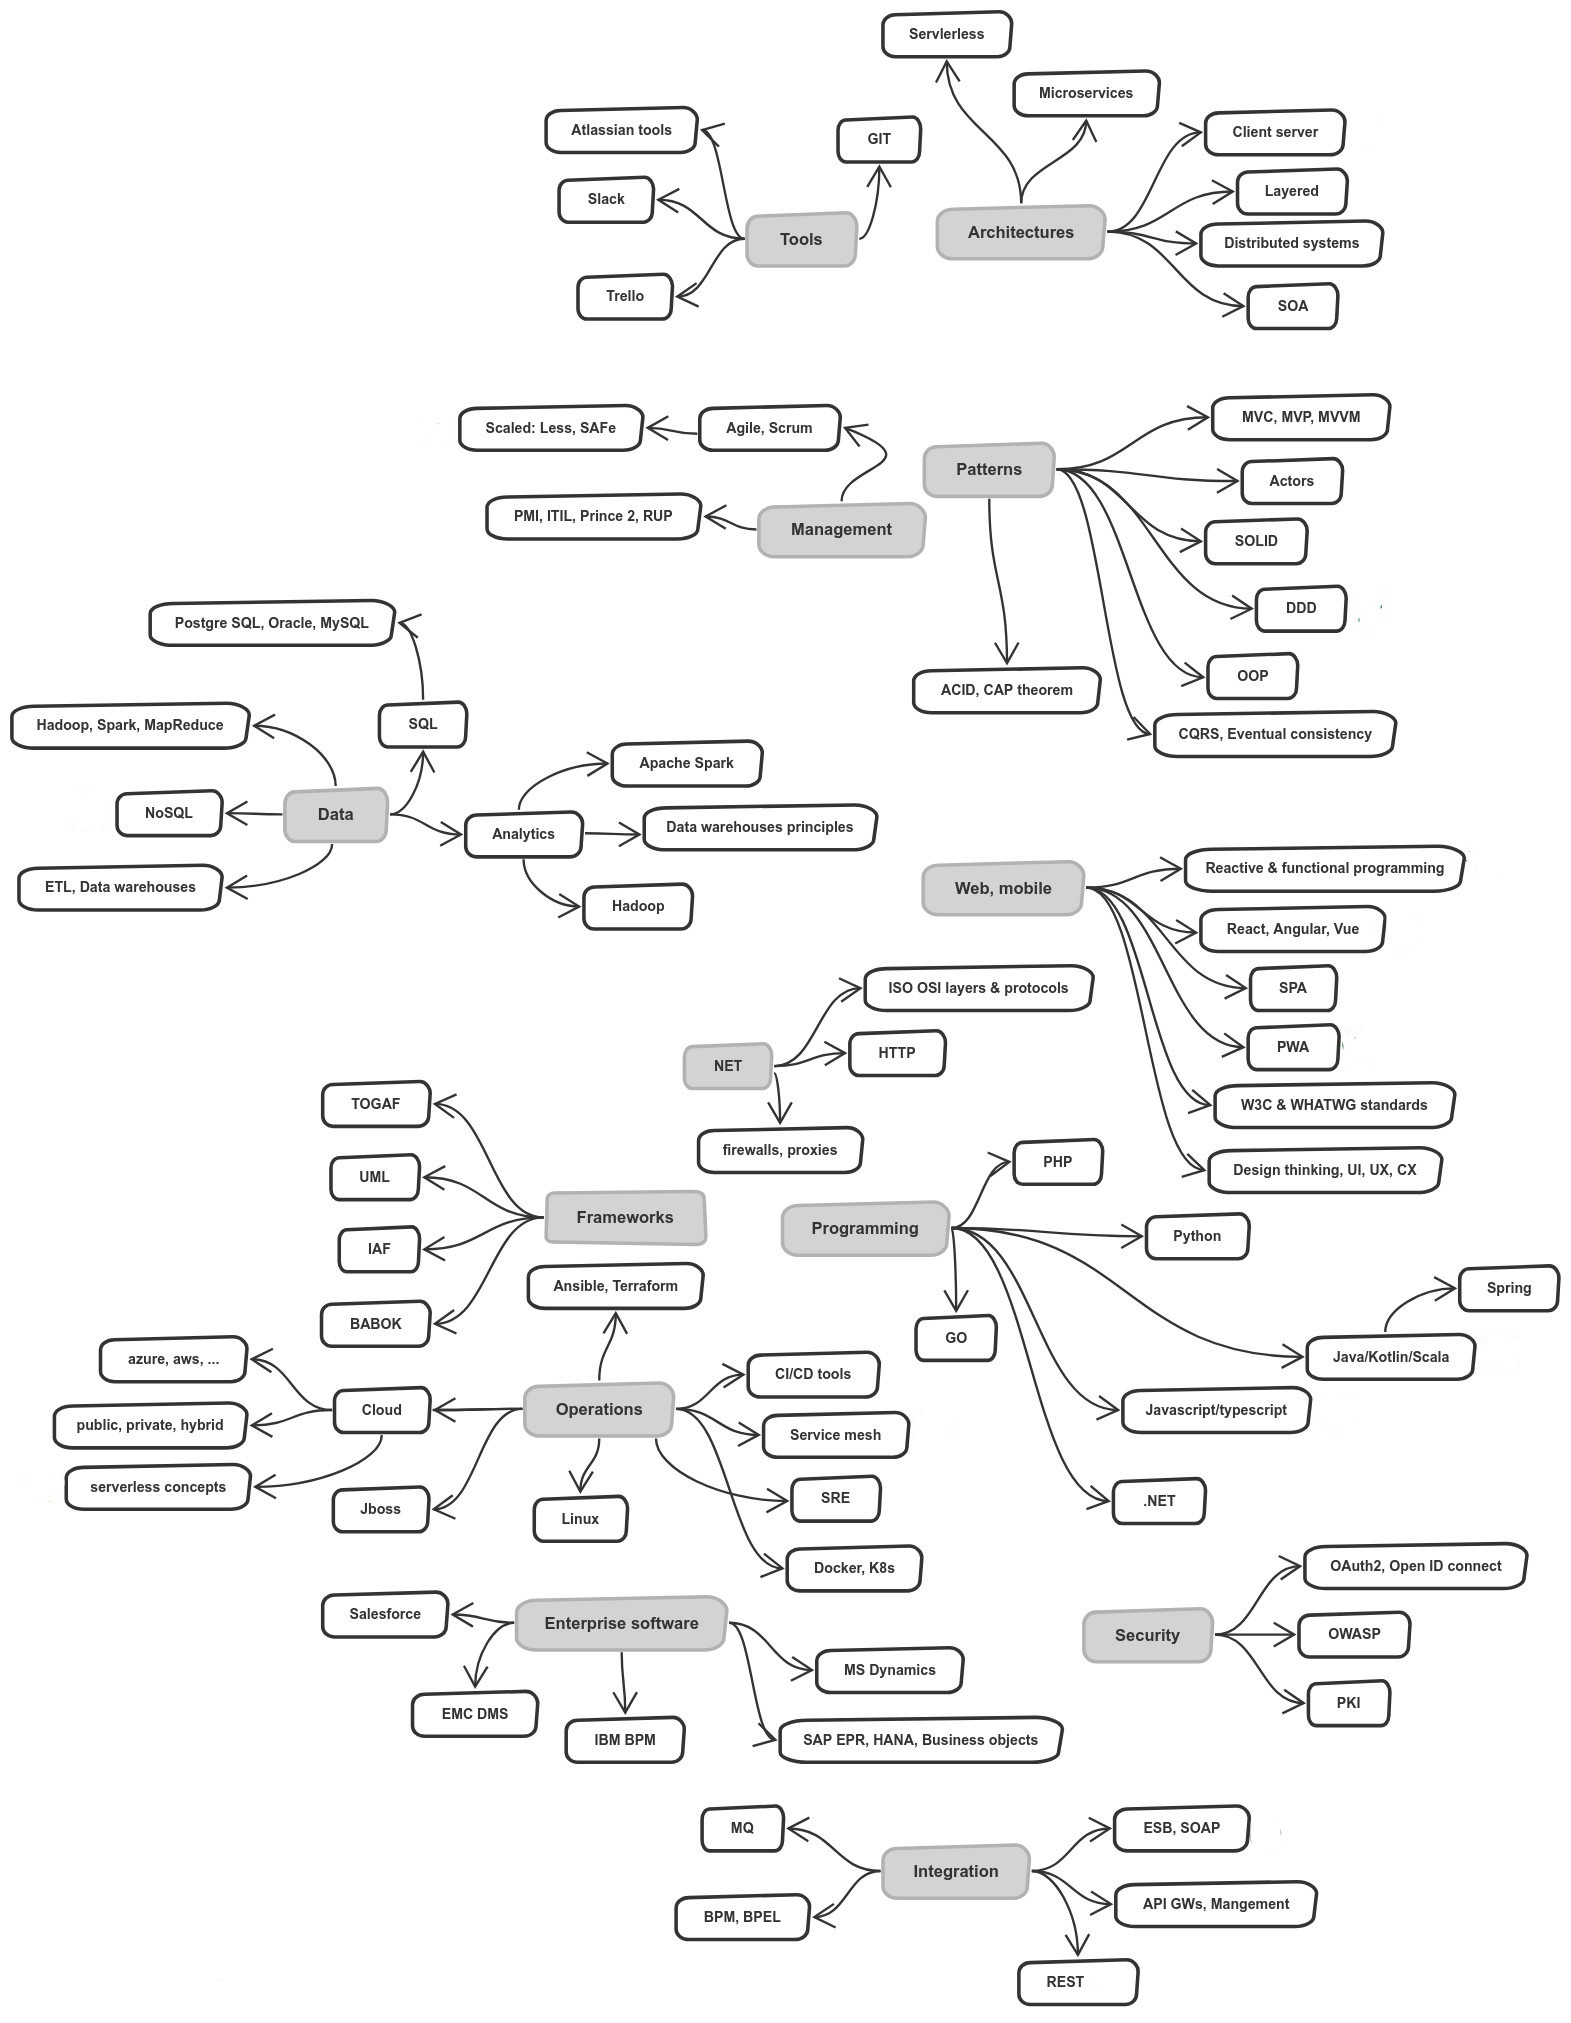 Servlerless
Microservices
Atlassian tools
GIT
Client server
Slack
Layered
Tools
Architectures
Distributed systems
Trello
SOA
Scaled: Less, SAFe
Agile, Scrum
MVC, MVP, MVVM
Patterns
Actors
PMI, ITIL, Prince 2, RUP
Management
SOLID
DDD
Postgre SQL, Oracle, MySQL
OOP
ACID, CAP theorem
Hadoop, Spark, MapReduce
SQL
CQRS, Eventual consistency
Apache Spark
NoSQL
Data
Analytics
Data warehouses principles
ETL, Data warehouses
Hadoop
Web, mobile
Reactive & functional programming
React, Angular, Vue
ISO OSI layers & protocols
SPA
HTTP
PWA
NET
TOGAF
W3C & WHATWG standards
firewalls, proxies
PHP
Design thinking, UI, UX, CX
UML
Frameworks
Programming
Python
IAF
Ansible, Terraform
Spring
BABOK
GO
Java/Kotlin/Scala
azure, aws, ...
CI/CD tools
Cloud
Operations
Javascript/typescript
public, private, hybrid
Service mesh
serverless concepts
SRE
.NET
Jboss
Linux
Docker, K8s
OAuth2, Open ID connect
Salesforce
Enterprise software
Security
OWASP
MS Dynamics
EMC DMS
IBM BPM
SAP EPR, HANA, Business objects
PKI
MQ
ESB, SOAP
Integration
API GWs, Mangement
BPM, BPEL
REST